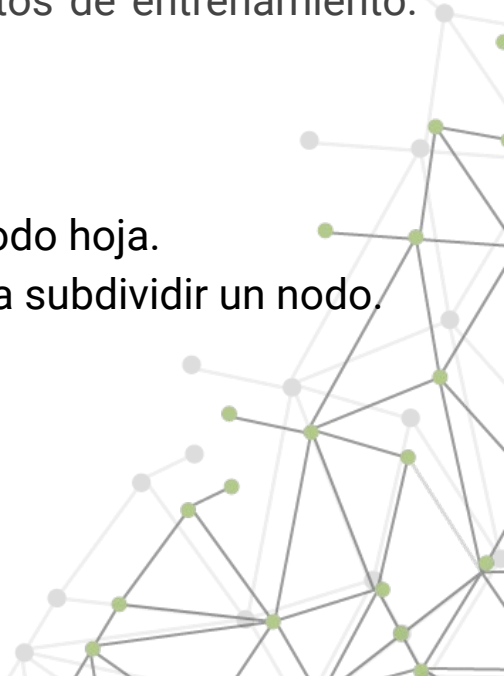 tos de entrenamiento.
odo hoja.
a subdividir un nodo.